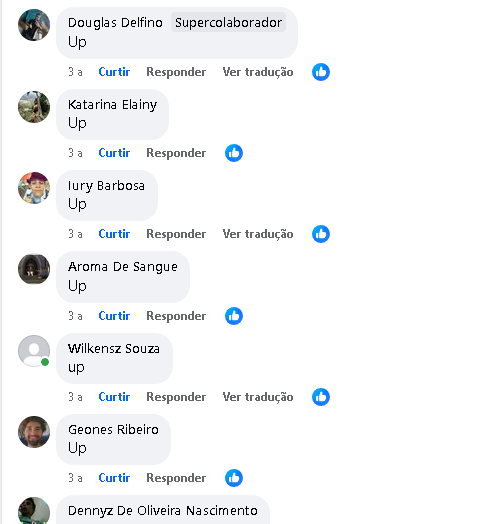 Douglas Delfino Supercolaborador
Up
3 a Curtir Responder Ver tradução
Katarina Elainy
Up
3 a Curtir Responder
Iury Barbosa
Up
3 a Curtir Responder Ver tradução
Aroma De Sangue
Up
3 a Curtir Responder
Wilkensz Souza
up
3 a Curtir Responder Ver tradução
Geones Ribeiro
Up
3 a Curtir Responder
Dennyz De Oliveira Nascimento